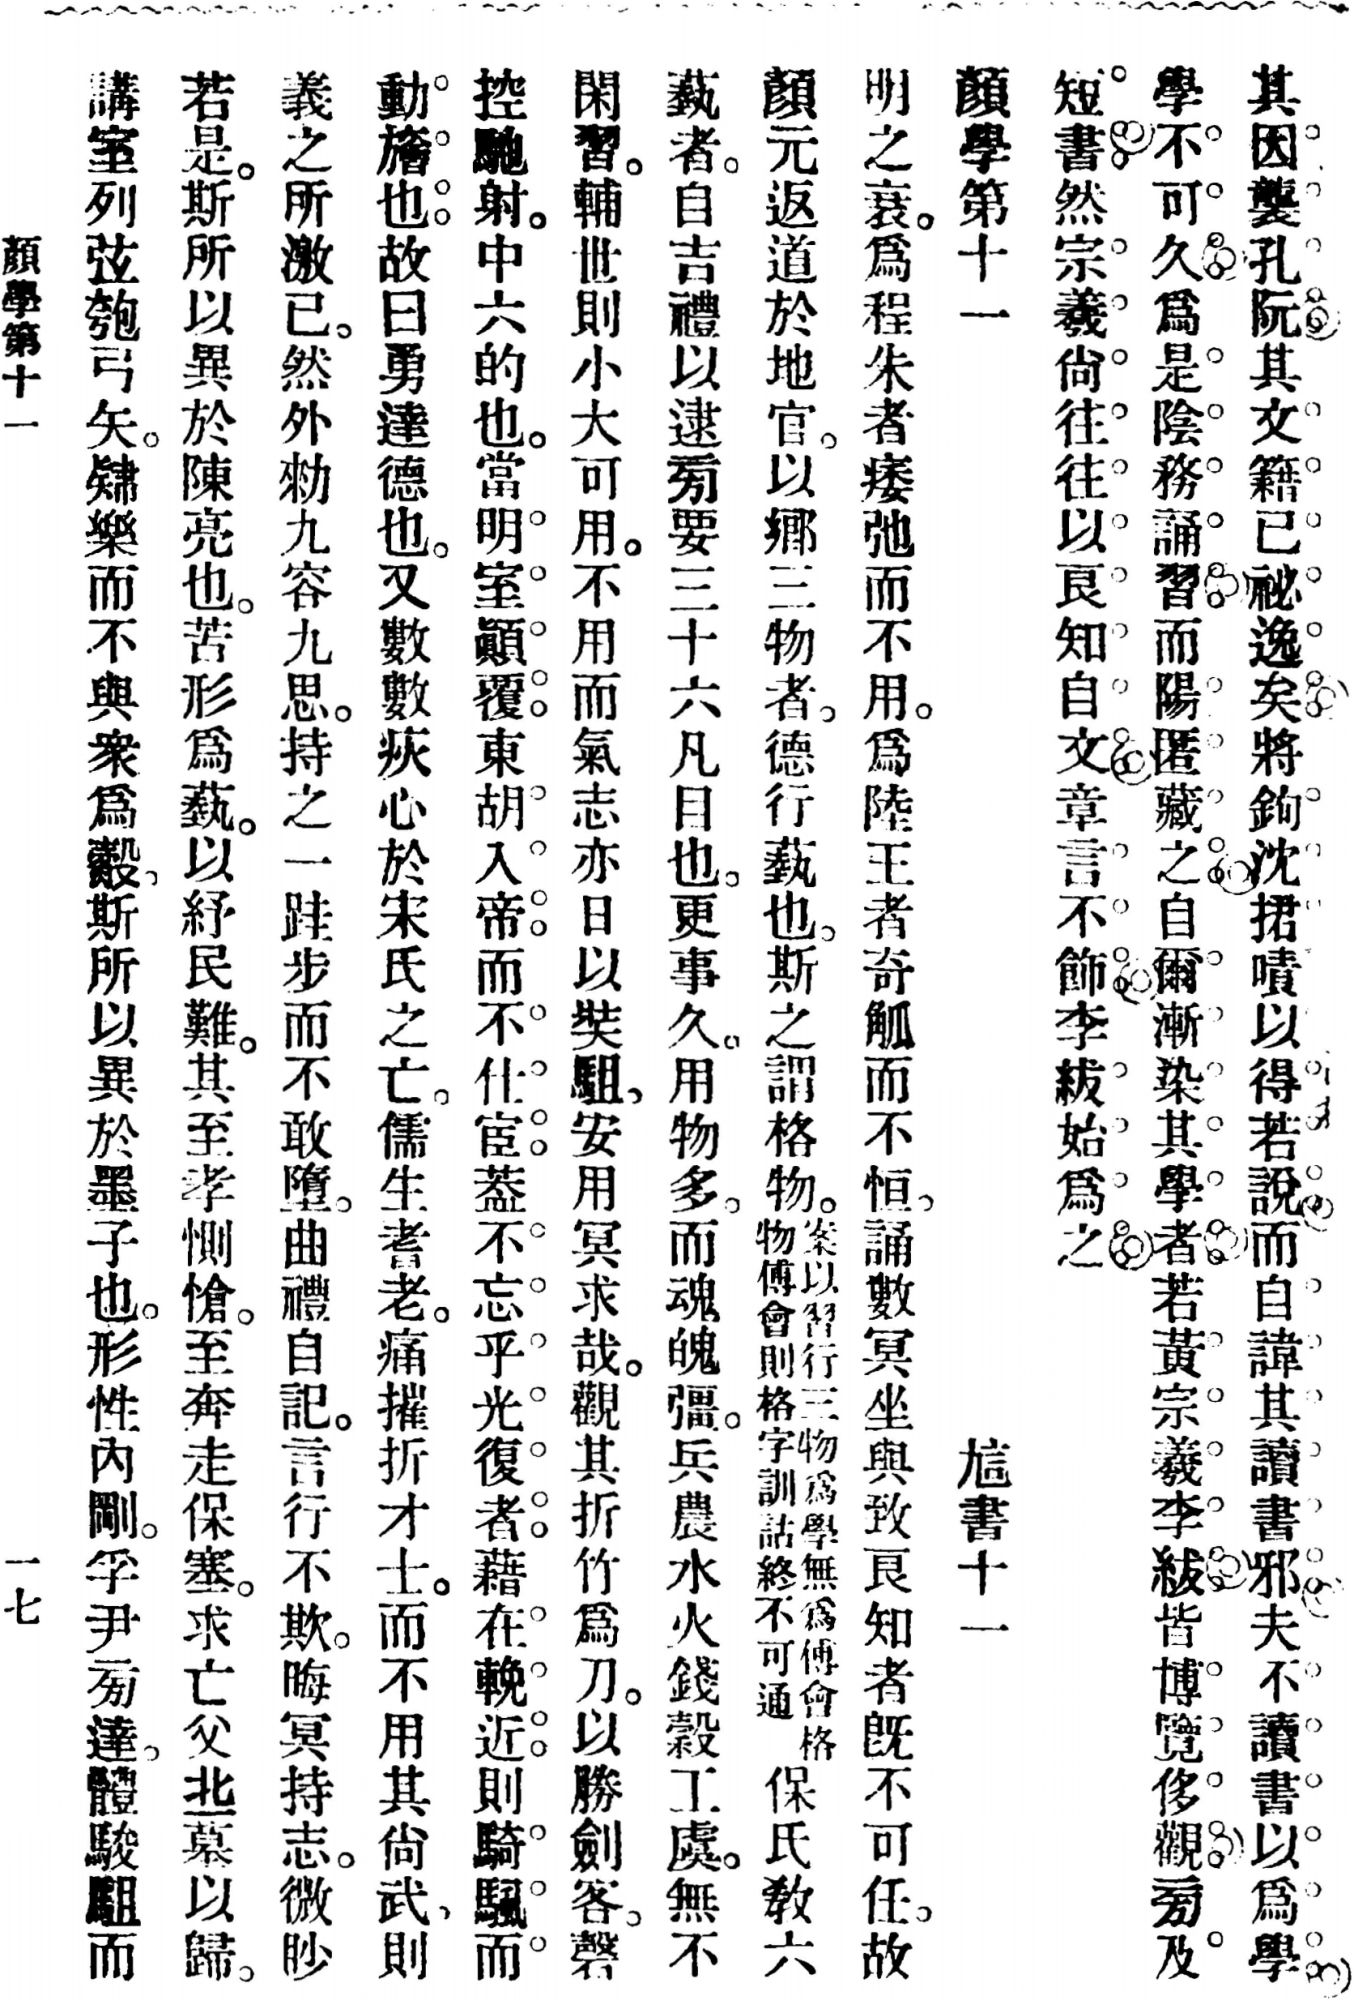 其因襲孔阮其文籍已祕逸矣將鉤沈捃嘖以得若說而自諱其讀書邪夫不讀書以爲學
學不可久爲是陰務誦習而陽匿藏之自爾漸染其學者若黃宗羲李紱皆博覽侈觀㫄及
短書然宗羲尙往往以良知自文章言不飾李紱始爲之
顏學第十一 訄書十一
明之衰。爲程朱者痿弛而不用。爲陸王者奇觚而不恒。誦數冥坐與致良知者既不可任。故
顏元返道於地官。以鄉三物者。德行藝也。斯之謂格物。案以習行三物爲學無爲傅會格物傅會則格字訓詁終不可通 保氏敎六
藝者。自吉禮以逮㫄要三十六凡目也。更事久。用物多。而魂魄彊。兵農水火錢穀工虞。無不
閑習。輔世則小大可用。不用而氣志亦日以奘駔、安用冥求哉。觀其折竹爲刀。以勝劍客。磬
控馳射。中六的也。當明室顚覆東胡入帝而不仕宦葢不忘乎光復者藉在輓近則騎颿而
動旝也故曰勇達德也。又數數疢心於宋氏之亡。儒生耆老。痛摧折才士。而不用其尙武、則
義之所激已。然外勑九容九思。持之一跬步而不敢墮。曲禮自記。言行不欺。晦冥持志。微眇
若是。斯所以異於陳亮也。苦形爲藝。以紓民難。其至孝惻愴。至奔走保塞。求亡父丠墓以歸。
講室列弦匏弓矢。肄樂而不與衆爲觳、斯所以異於墨子也。形性內剛。孚尹㫄達。體駿駔而
顏學第十一 一七